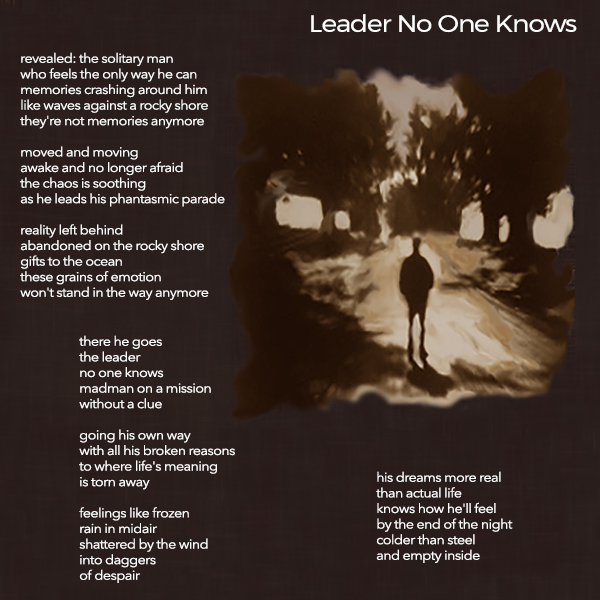 Leader No One Knows
revealed: the solitary man
who feels the only way he can
memories crashing around him
like waves against a rocky shore
they're not memories anymore
moved and moving
awake and no longer afraid
the chaos is soothing
as he leads his phantasmic parade
reality left behind
abandoned on the rocky shore
gifts to the ocean
these grains of emotion
won't stand in the way anymore
there he goes
the leader
no one knows
madman on a mission
without a clue
going his own way
with all his broken reasons
to where life's meaning
is torn away
feelings like frozen
rain in midair
shattered by the wind
into daggers
of despair
his dreams more real
than actual life
knows how he'll feel
by the end of the night
colder than steel
and empty inside